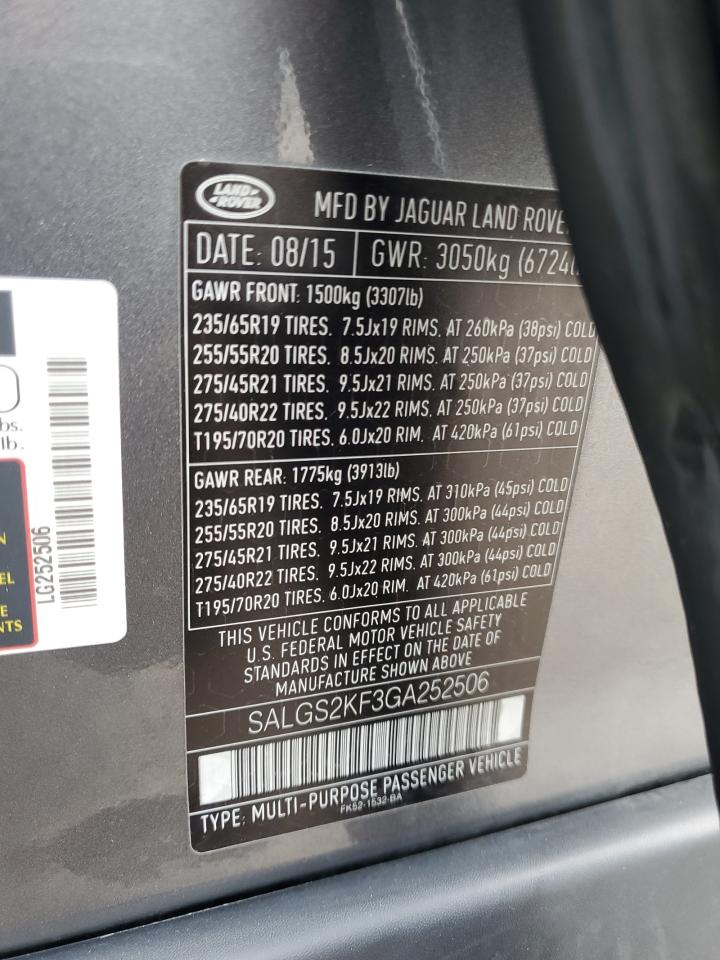 LAND-
-ROVER
MFD BY JAGUAR LAND ROVE
DATE: 08/15 GWR: 3050kg (6724l
GAWR FRONT: 1500kg (3307lb)
235/65R19 TIRES. 7.5Jx19 RIMS. AT 260kPa (38psi) COLD
255/55R20 TIRES. 8.5Jx20 RIMS. AT 250kPa (37psi) COLD
275/45R21 TIRES. 9.5Jx21 RIMS. AT 250kPa (37psi) COLD
275/40R22 TIRES. 9.5Jx22 RIMS. AT 250kPa (37psi) COLD
T195/70R20 TIRES. 6.0Jx20 RIM. AT 420kPa (61psi) COLD
GAWR REAR: 1775kg (3913lb)
235/65R19 TIRES. 7.5Jx19 RIMS. AT 310kPa (45psi) COLD
255/55R20 TIRES. 8.5Jx20 RIMS. AT 300kPa (44psi) COLD
275/45R21 TIRES. 9.5Jx21 RIMS. AT 300kPa (44psi) COLD
275/40R22 TIRES. 9.5Jx22 RIMS. AT 300kPa (44psi) COLD
T195/70R20 TIRES. 6.0Jx20 RIM. AT 420kPa (61psi) COLD
THIS VEHICLE CONFORMS TO ALL APPLICABLE
U.S. FEDERAL MOTOR VEHICLE SAFETY
STANDARDS IN EFFECT ON THE DATE OF
MANUFACTURE SHOWN ABOVE
SALGS2KF3GA252506
TYPE: MULTI-PURPOSE PASSENGER VEHICLE
FK52-1532-BA
bs.
lb.
LG252506
N
EL
E
NTS